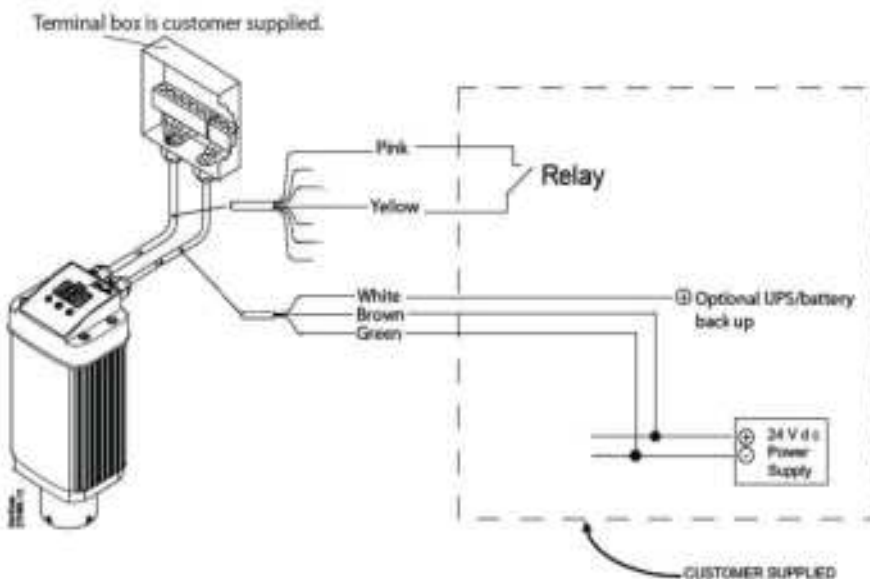 Terminal box is customer supplied.
Pink
Relay
Yellow
White
Optional UPS/battery
back up
Brown
Green
+ 24 V d c
- Power
Supply
CUSTOMER SUPPLIED